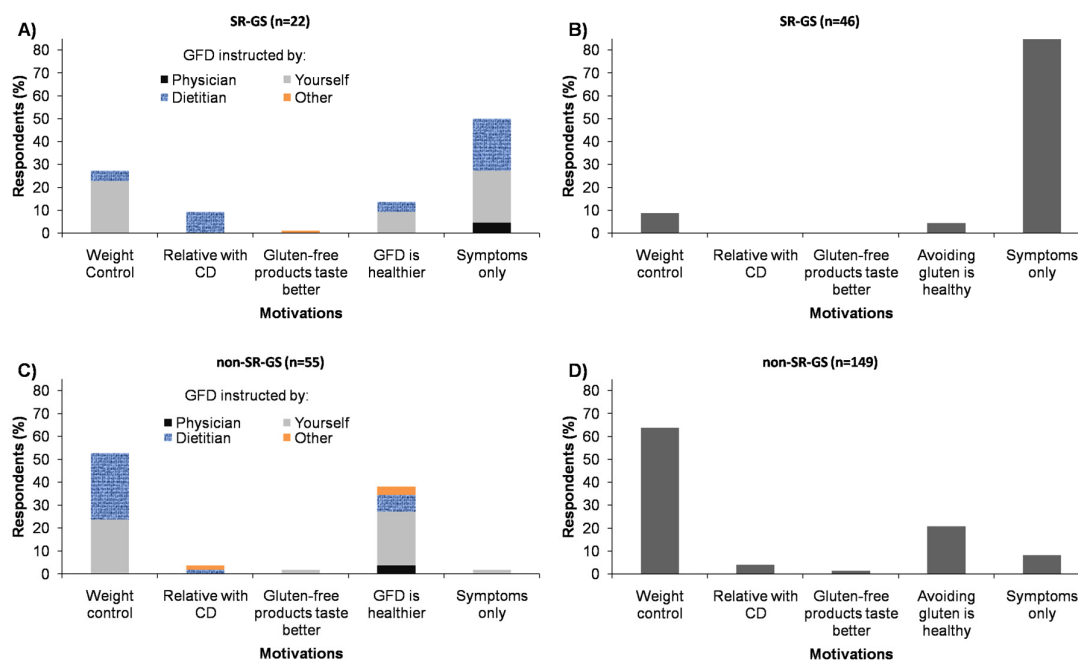 A)
SR-GS (n=22)
GFD instructed by:
Physician
Yourself
Dietitian
Other
Respondents (%)
80
70
60
50
40
30
20
10
0
Weight Control
Relative with CD
Gluten-free products taste better
GFD is healthier
Symptoms only
Motivations
B)
SR-GS (n=46)
Respondents (%)
80
70
60
50
40
30
20
10
0
Weight control
Relative with CD
Gluten-free products taste better
Avoiding gluten is healthy
Symptoms only
Motivations
C)
non-SR-GS (n=55)
GFD instructed by:
Physician
Yourself
Dietitian
Other
Respondents (%)
80
70
60
50
40
30
20
10
0
Weight control
Relative with CD
Gluten-free products taste better
GFD is healthier
Symptoms only
Motivations
D)
non-SR-GS (n=149)
Respondents (%)
80
70
60
50
40
30
20
10
0
Weight control
Relative with CD
Gluten-free products taste better
Avoiding gluten is healthy
Symptoms only
Motivations